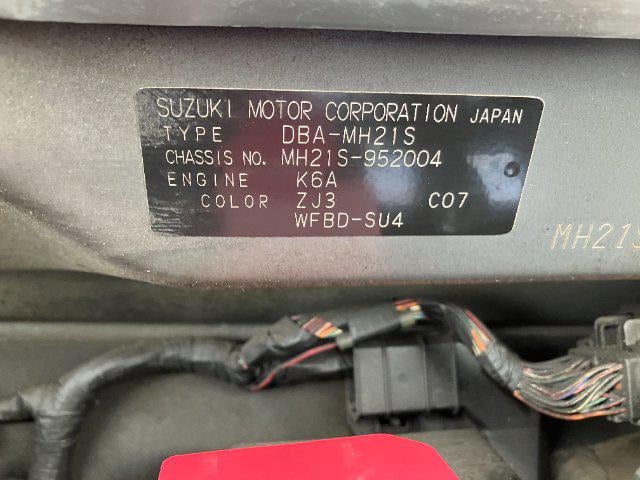 SUZUKI MOTOR CORPORATION JAPAN
TYPE DBA-MH21S
CHASSIS NO. MH21S-952004
ENGINE K6A
COLOR ZJ3 C07
WFBD-SU4
MH21S